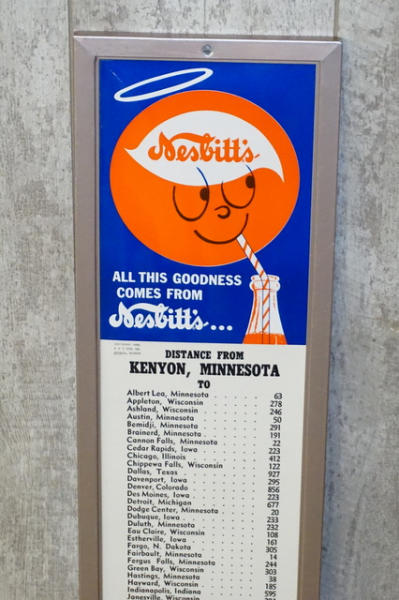 Nesbitt's
ALL THIS GOODNESS
COMES FROM
Nesbitt's...
DISTANCE FROM
KENYON, MINNESOTA
TO
Albert Lea, Minnesota 63
Appleton, Wisconsin 278
Ashland, Wisconsin 246
Austin, Minnesota 50
Bemidji, Minnesota 291
Brainerd, Minnesota 191
Cannon Falls, Minnesota 22
Cedar Rapids, Iowa 223
Chicago, Illinois 412
Chippewa Falls, Wisconsin 122
Dallas, Texas 927
Davenport, Iowa 295
Denver, Colorado 856
Des Moines, Iowa 223
Detroit, Michigan 677
Dodge Center, Minnesota 20
Dubuque, Iowa 233
Duluth, Minnesota 232
Eau Claire, Wisconsin 108
Estherville, Iowa 161
Fargo, N. Dakota 305
Fairbault, Minnesota 14
Fergus Falls, Minnesota 244
Green Bay, Wisconsin 303
Hastings, Minnesota 38
Hayward, Wisconsin 185
Indianapolis, Indiana 595
Janesville, Wisconsin